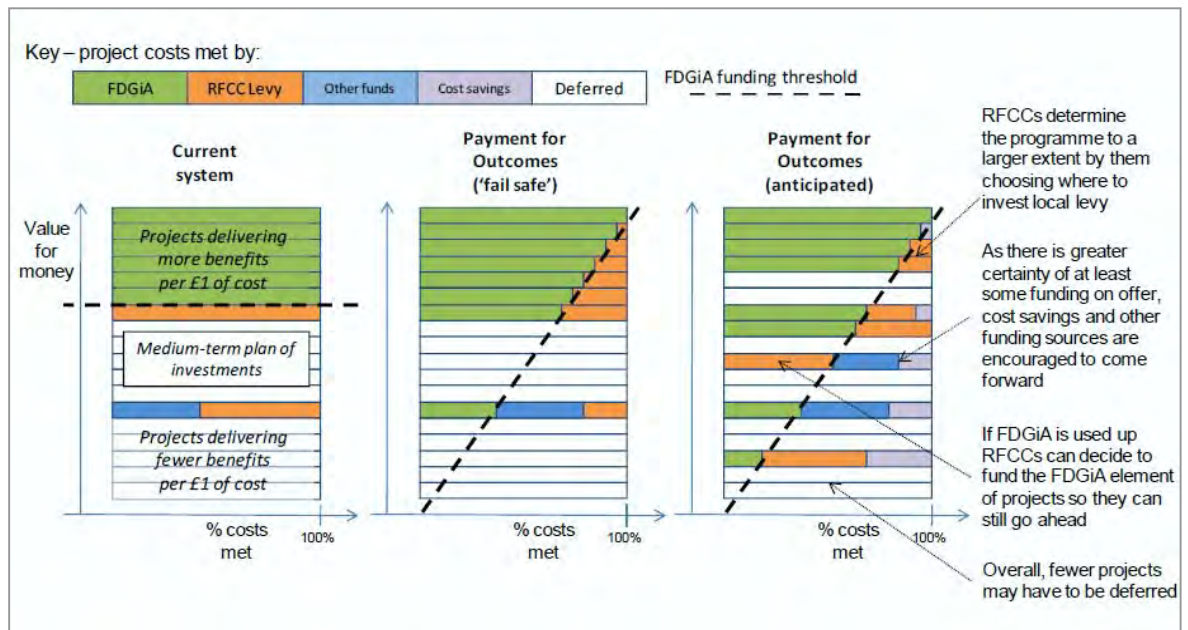 Key – project costs met by:
FDGiA
RFCC Levy
Other funds
Cost savings
Deferred
FDGiA funding threshold
Current
system
Value
for
money
Projects delivering
more benefits
per £1 of cost
Medium-term plan of
investments
Projects delivering
fewer benefits
per £1 of cost
% costs
met
100%
Payment for
Outcomes
('fail safe')
% costs
met
100%
Payment for
Outcomes
(anticipated)
% costs
met
100%
RFCCs determine
the programme to a
larger extent by them
choosing where to
invest local levy
As there is greater
certainty of at least
some funding on offer,
cost savings and other
funding sources are
encouraged to come
forward
If FDGiA is used up
RFCCs can decide to
fund the FDGiA element
of projects so they can
still go ahead
Overall, fewer projects
may have to be deferred